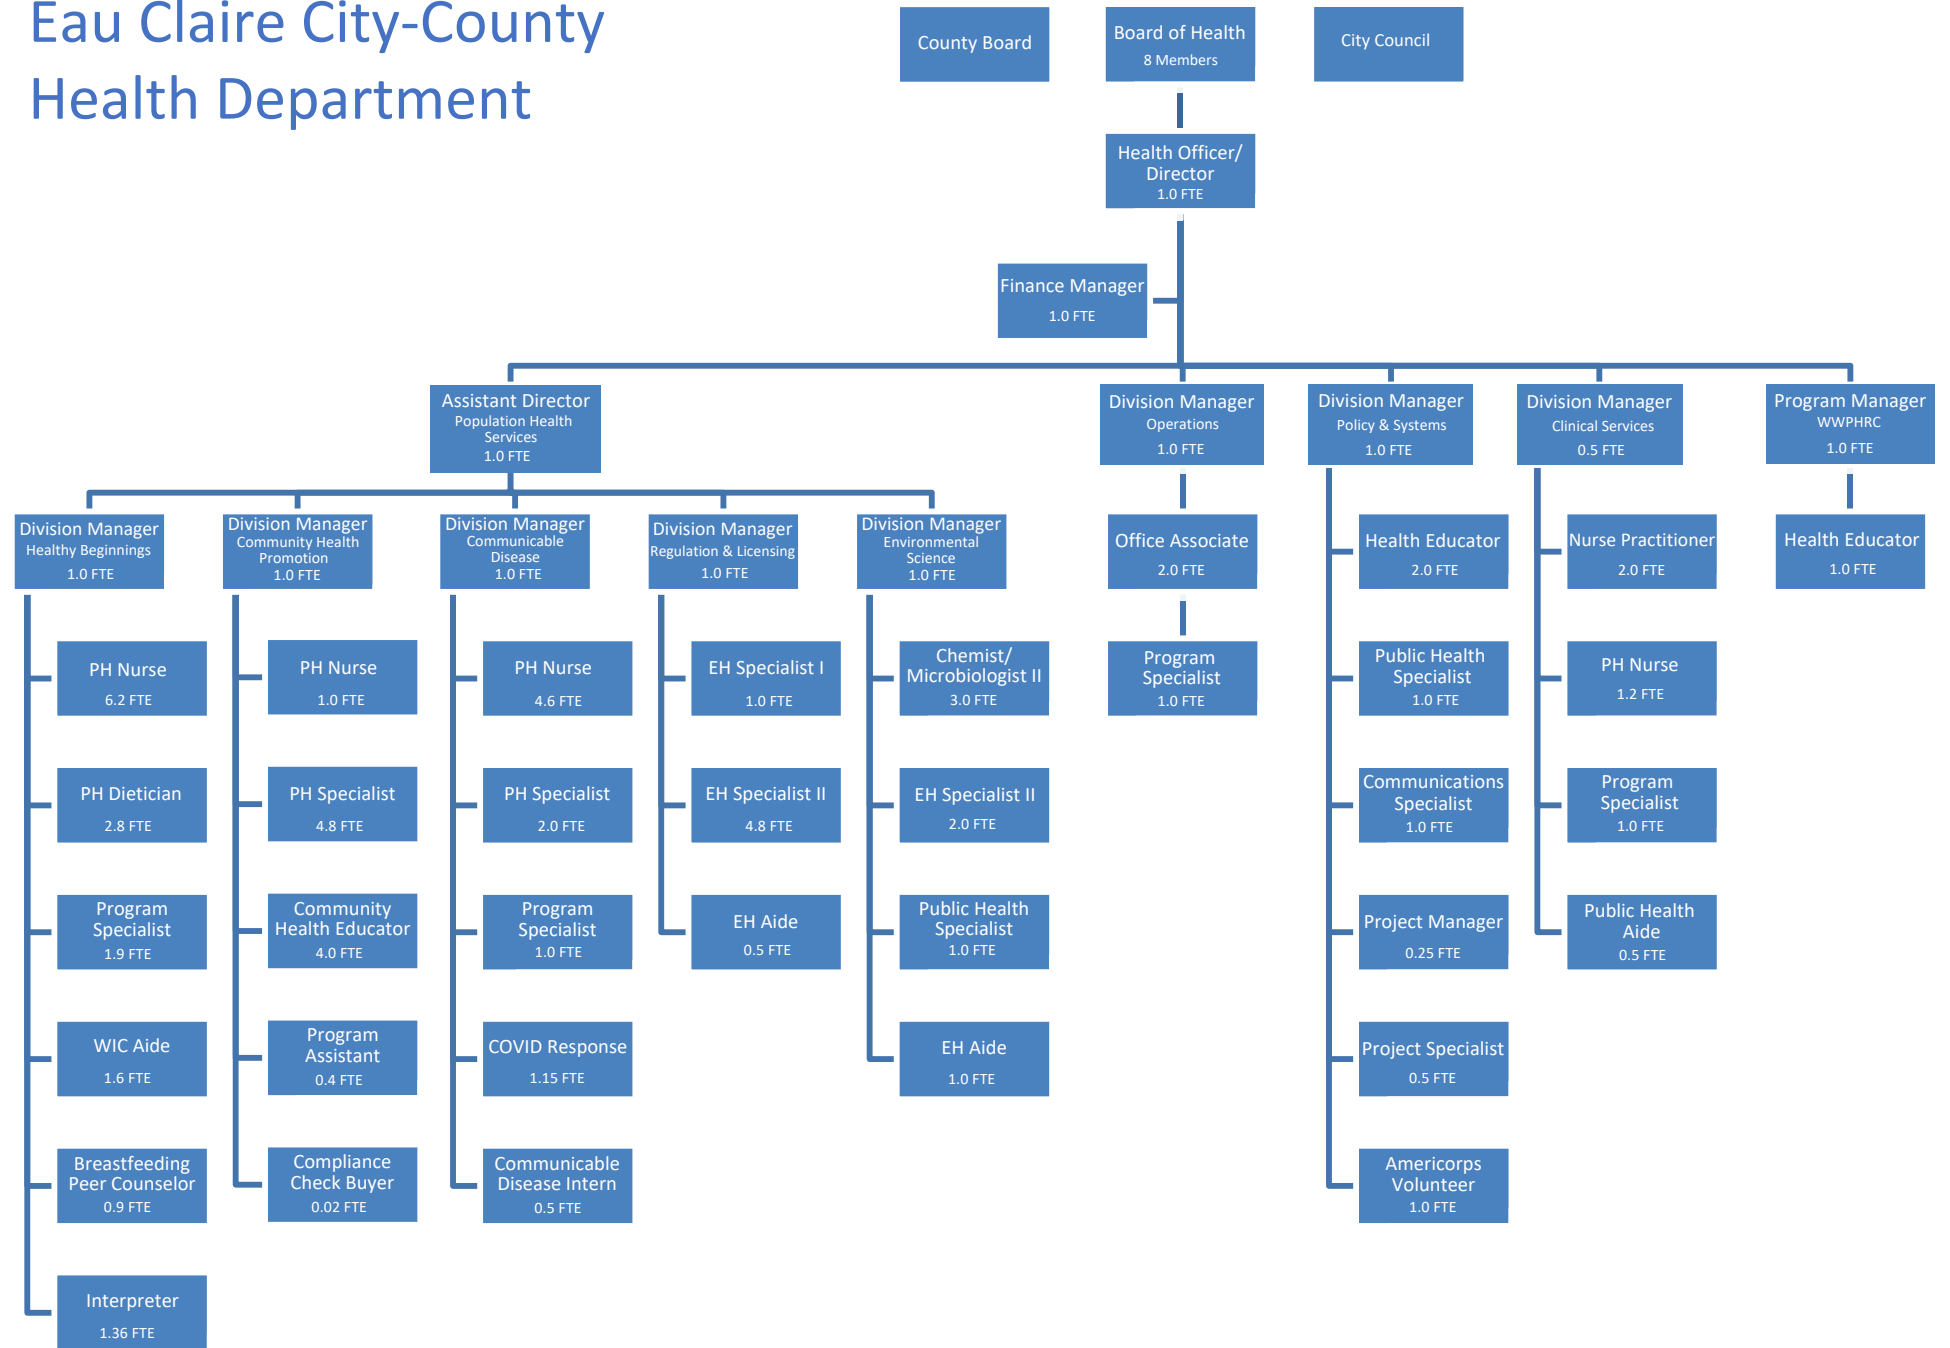 Eau Claire City-County
Health Department
County Board
Board of Health
8 Members
City Council
Health Officer/
Director
1.0 FTE
Finance Manager
1.0 FTE
Assistant Director
Population Health
Services
1.0 FTE
Division Manager
Operations
1.0 FTE
Division Manager
Policy & Systems
1.0 FTE
Division Manager
Clinical Services
0.5 FTE
Program Manager
WWPHRC
1.0 FTE
Division Manager
Healthy Beginnings
1.0 FTE
Division Manager
Community Health
Promotion
1.0 FTE
Division Manager
Communicable
Disease
1.0 FTE
Division Manager
Regulation & Licensing
1.0 FTE
Division Manager
Environmental
Science
1.0 FTE
Office Associate
2.0 FTE
Health Educator
2.0 FTE
Nurse Practitioner
2.0 FTE
Health Educator
1.0 FTE
PH Nurse
6.2 FTE
PH Nurse
1.0 FTE
PH Nurse
4.6 FTE
EH Specialist I
1.0 FTE
Chemist/
Microbiologist II
3.0 FTE
Program
Specialist
1.0 FTE
Public Health
Specialist
1.0 FTE
PH Nurse
1.2 FTE
PH Dietician
2.8 FTE
PH Specialist
4.8 FTE
PH Specialist
2.0 FTE
EH Specialist II
4.8 FTE
EH Specialist II
2.0 FTE
Communications
Specialist
1.0 FTE
Program
Specialist
1.0 FTE
Program
Specialist
1.9 FTE
Community
Health Educator
4.0 FTE
Program
Specialist
1.0 FTE
EH Aide
0.5 FTE
Public Health
Specialist
1.0 FTE
Project Manager
0.25 FTE
Public Health
Aide
0.5 FTE
WIC Aide
1.6 FTE
Program
Assistant
0.4 FTE
COVID Response
1.15 FTE
EH Aide
1.0 FTE
Project Specialist
0.5 FTE
Breastfeeding
Peer Counselor
0.9 FTE
Compliance
Check Buyer
0.02 FTE
Communicable
Disease Intern
0.5 FTE
Americorps
Volunteer
1.0 FTE
Interpreter
1.36 FTE